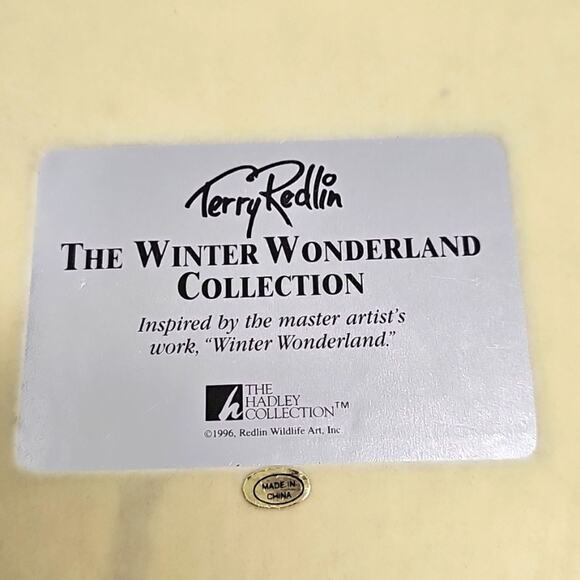 Terry Redlin
THE WINTER WONDERLAND
COLLECTION
Inspired by the master artist's
work, "Winter Wonderland."
h THE
HADLEY
COLLECTION™
©1996, Redlin Wildlife Art, Inc.
MADE IN
CHINA